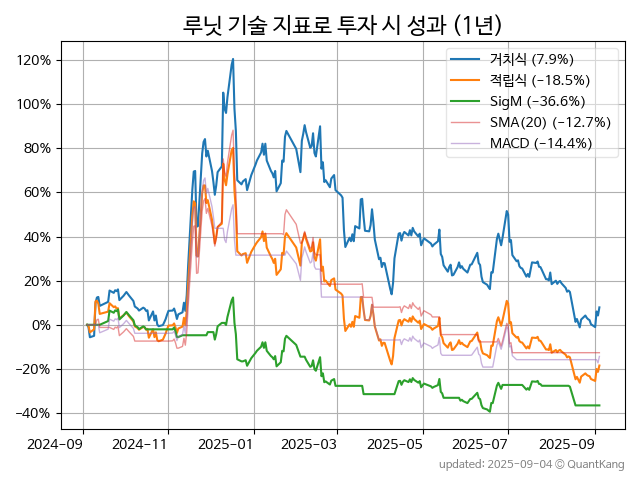 루닛 기술 지표로 투자 시 성과 (1년)
120%
100%
80%
60%
40%
20%
0%
−20%
−40%
거치식 (7.9%)
적립식 (−18.5%)
SigM (−36.6%)
SMA(20) (−12.7%)
MACD (−14.4%)
2024-09
2024-11
2025-01
2025-03
2025-05
2025-07
2025-09
updated: 2025-09-04 © QuantKang